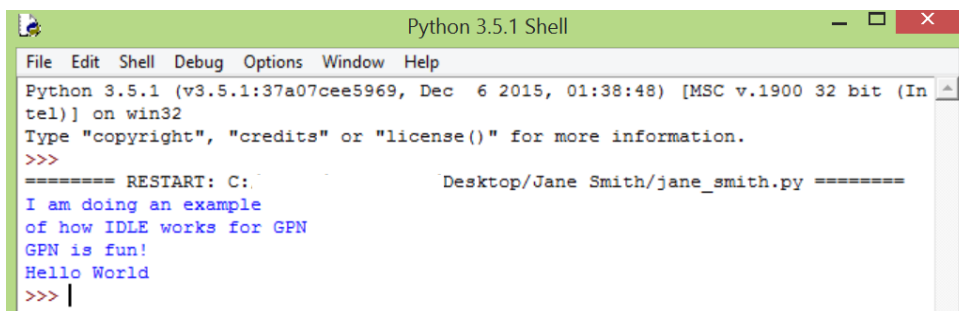 Python 3.5.1 Shell
File Edit Shell Debug Options Window Help
Python 3.5.1 (v3.5.1:37a07cee5969, Dec  6 2015, 01:38:48) [MSC v.1900 32 bit (In
tel)] on win32
Type "copyright", "credits" or "license()" for more information.
>>>
======== RESTART: C: Desktop/Jane Smith/jane_smith.py ========
I am doing an example
of how IDLE works for GPN
GPN is fun!
Hello World
>>>